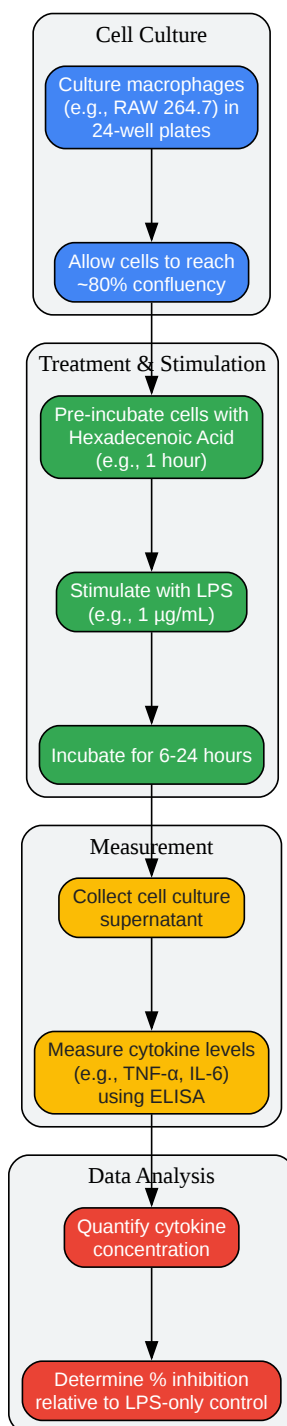 Cell Culture
Culture macrophages
(e.g., RAW 264.7) in
24-well plates
Allow cells to reach
~80% confluency
Treatment & Stimulation
Pre-incubate cells with
Hexadecenoic Acid
(e.g., 1 hour)
Stimulate with LPS
(e.g., 1 µg/mL)
Incubate for 6-24 hours
Measurement
Collect cell culture
supernatant
Measure cytokine levels
(e.g., TNF-α, IL-6)
using ELISA
Data Analysis
Quantify cytokine
concentration
Determine % inhibition
relative to LPS-only control